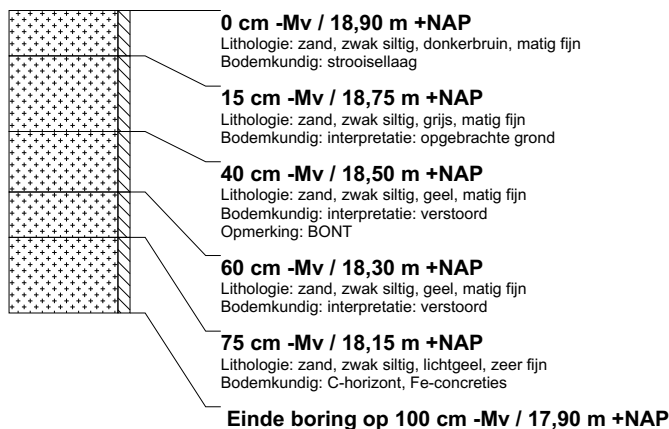 0 cm -Mv / 18,90 m +NAP
Lithologie: zand, zwak siltig, donkerbruin, matig fijn
Bodemkundig: strooisellaag
15 cm -Mv / 18,75 m +NAP
Lithologie: zand, zwak siltig, grijs, matig fijn
Bodemkundig: interpretatie: opgebrachte grond
40 cm -Mv / 18,50 m +NAP
Lithologie: zand, zwak siltig, geel, matig fijn
Bodemkundig: interpretatie: verstoord
Opmerking: BONT
60 cm -Mv / 18,30 m +NAP
Lithologie: zand, zwak siltig, geel, matig fijn
Bodemkundig: interpretatie: verstoord
75 cm -Mv / 18,15 m +NAP
Lithologie: zand, zwak siltig, lichtgeel, zeer fijn
Bodemkundig: C-horizont, Fe-concreties
Einde boring op 100 cm -Mv / 17,90 m +NAP